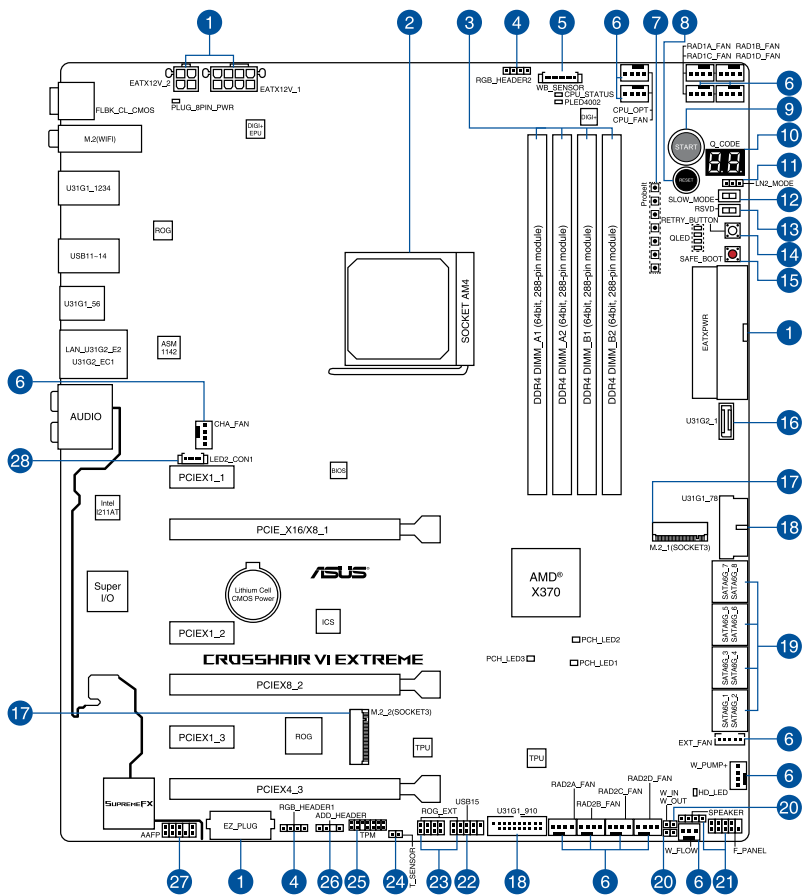 1
2
3
4
5
6
7
8
RAD1A_FAN RAD1B_FAN
RAD1C_FAN RAD1D_FAN
EATX12V_2
EATX12V_1
PLUG_8PIN_PWR
RGB_HEADER2
WB_SENSOR
CPU_STATUS
PLED4002
CPU_OPT
CPU_FAN
6
9
FLBK_CL_CMOS
DIGI+
EPU
DIGI+
START
Q_CODE
88
10
M.2(WIFI)
RESET
11
LN2_MODE
U31G1_1234
ProbeIt
SLOW_MODE
12
RSVD
13
ROG
RETRY_BUTTON
QLED
14
USB11-14
SAFE_BOOT
15
U31G1_56
SOCKET AM4
DDR4 DIMM_A1 (64bit, 288-pin module)
DDR4 DIMM_A2 (64bit, 288-pin module)
DDR4 DIMM_B1 (64bit, 288-pin module)
DDR4 DIMM_B2 (64bit, 288-pin module)
EATXPWR
1
LAN_U31G2_E2
U31G2_EC1
ASM
1142
6
AUDIO
CHA_FAN
U31G2_1
16
28
LED2_CON1
PCIEX1_1
BIOS
17
U31G1_78
Intel
I211AT
PCIE_X16/X8_1
M.2_1(SOCKET3)
18
Super
I/O
Lithium Cell
CMOS Power
ASUS
AMD®
X370
SATA6G_7
SATA6G_8
ICS
SATA6G_5
SATA6G_6
PCIEX1_2
PCH_LED2
19
CROSSHAIR VI EXTREME
PCH_LED3
PCH_LED1
SATA6G_3
SATA6G_4
PCIEX8_2
SATA6G_1
SATA6G_2
17
M.2_2(SOCKET3)
PCIEX1_3
ROG
TPU
TPU
EXT_FAN
6
W_PUMP+
6
PCIEX4_3
HD_LED
SUPREMEFX
RGB_HEADER1
ADD_HEADER
ROG_EXT
USB15
U31G1_910
RAD2A_FAN
RAD2B_FAN
RAD2C_FAN
RAD2D_FAN
W_IN
W_OUT
20
SPEAKER
AAFP
EZ_PLUG
TPM
T_SENSOR
W_FLOW
F_PANEL
27
1
4
26
25
24
23
22
18
6
20
6
21